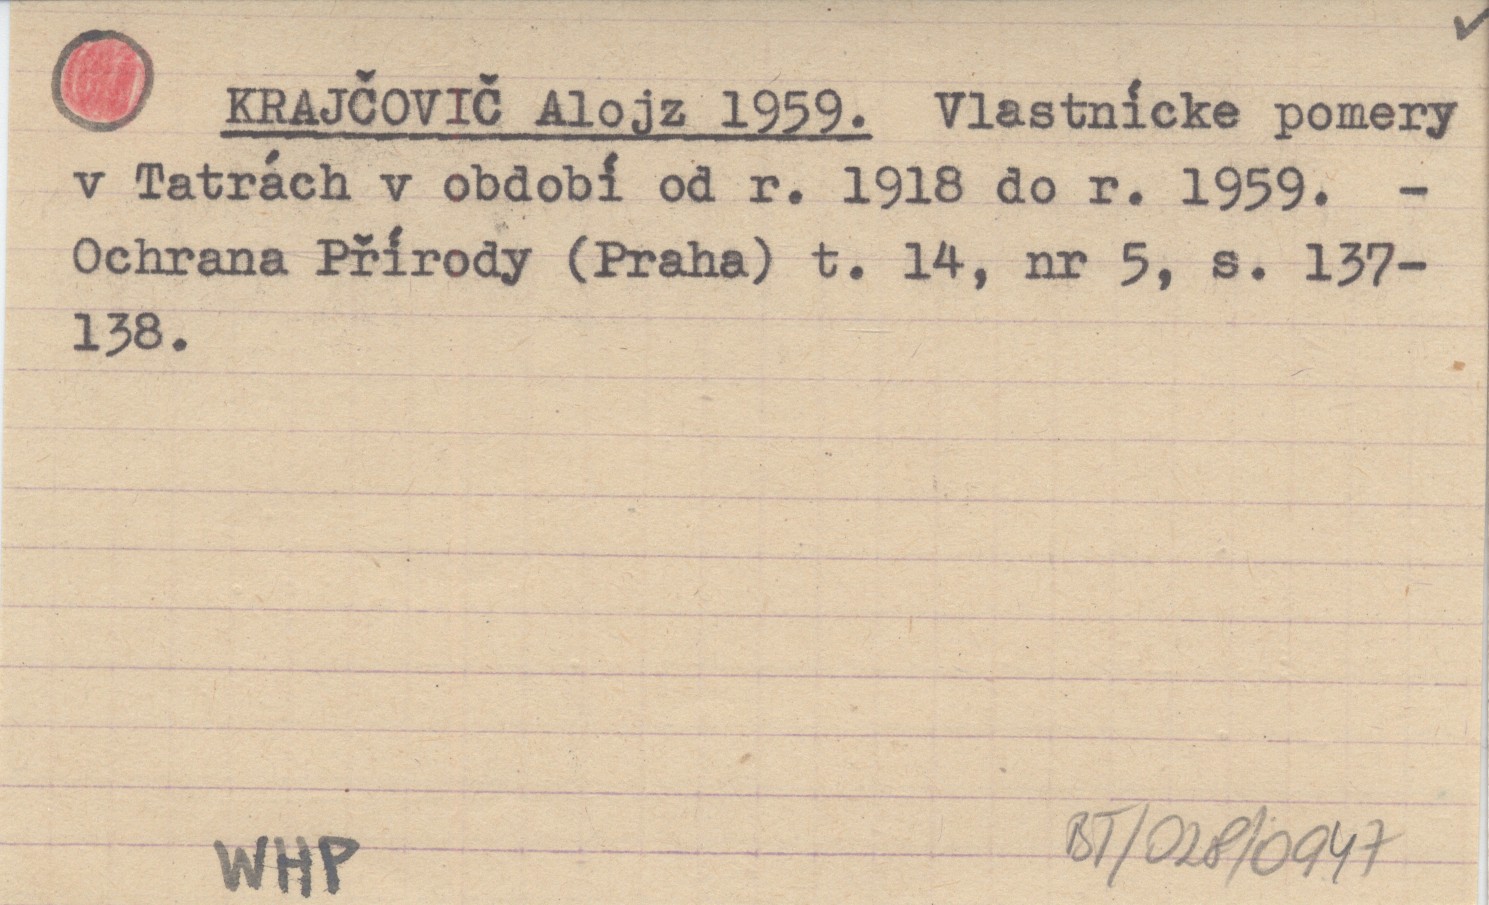 KRAJČOVIČ Alojz 1959. Vlastnícke pomery
v Tatrách v období od r. 1918 do r. 1959. -
Ochrana Přírody (Praha) t. 14, nr 5, s. 137-
138.
WHP
BT/028/0947